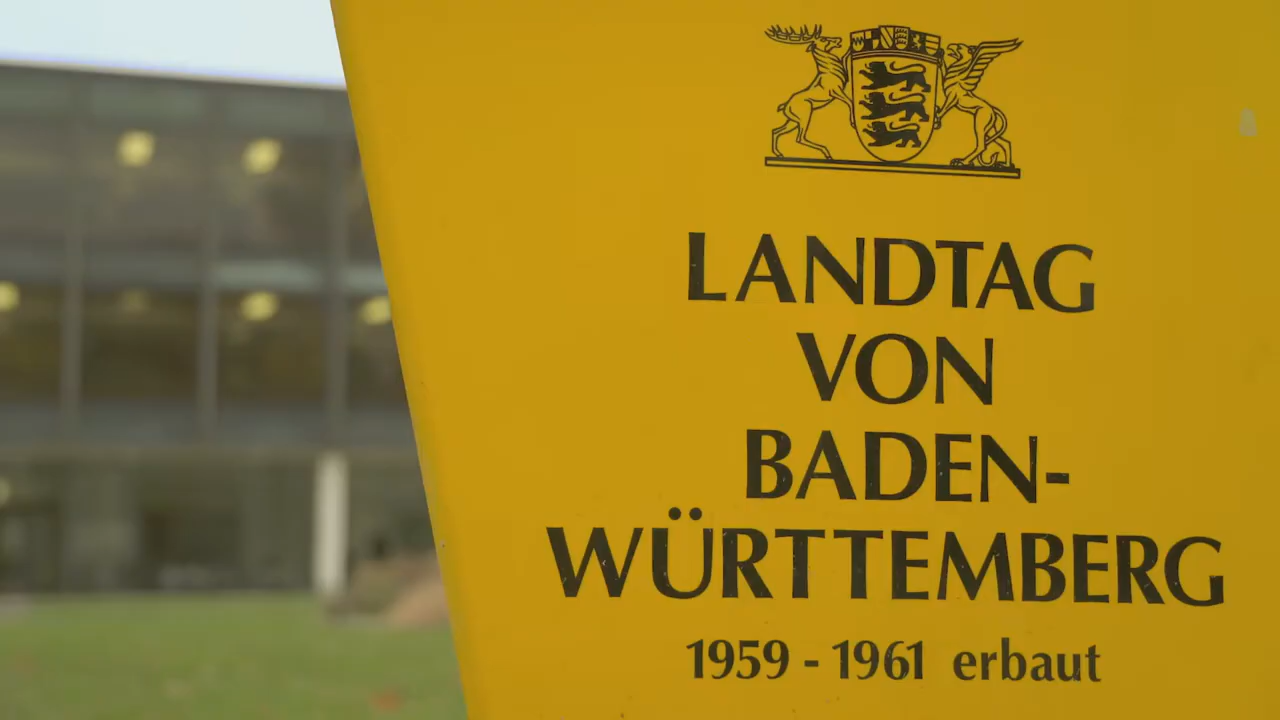 LANDTAG
VON
BADEN-
WÜRTTEMBERG
1959 - 1961 erbaut